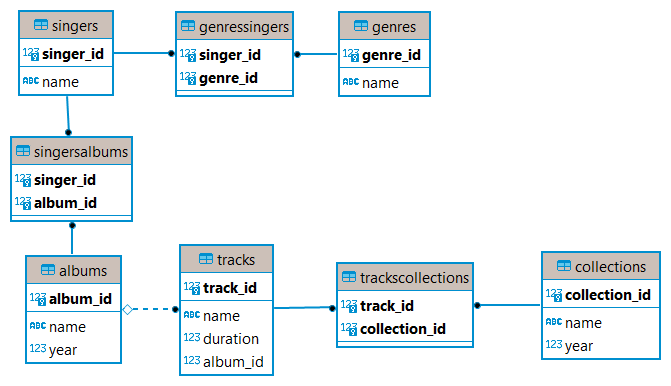 singers
123 singer_id
ABC name
genressingers
123 singer_id
123 genre_id
genres
123 genre_id
ABC name
singersalbums
123 singer_id
123 album_id
albums
123 album_id
ABC name
123 year
tracks
123 track_id
ABC name
123 duration
123 album_id
trackscollections
123 track_id
123 collection_id
collections
123 collection_id
ABC name
123 year